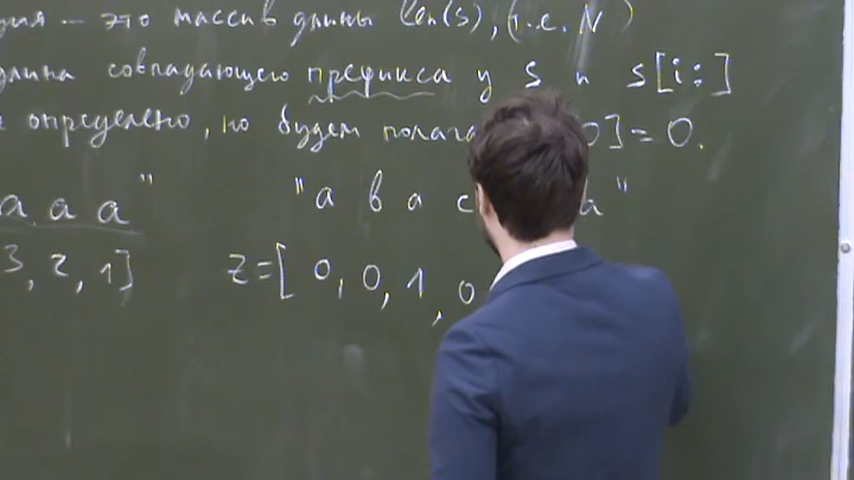 ция — это массив длины len(s), (т.е. N)
длина совпадающего префикса у s и s[i:]
определено, но будем полага 0] = 0.
a a a" "a b a c a"
3, 2, 1] z=[ 0, 0, 1, 0